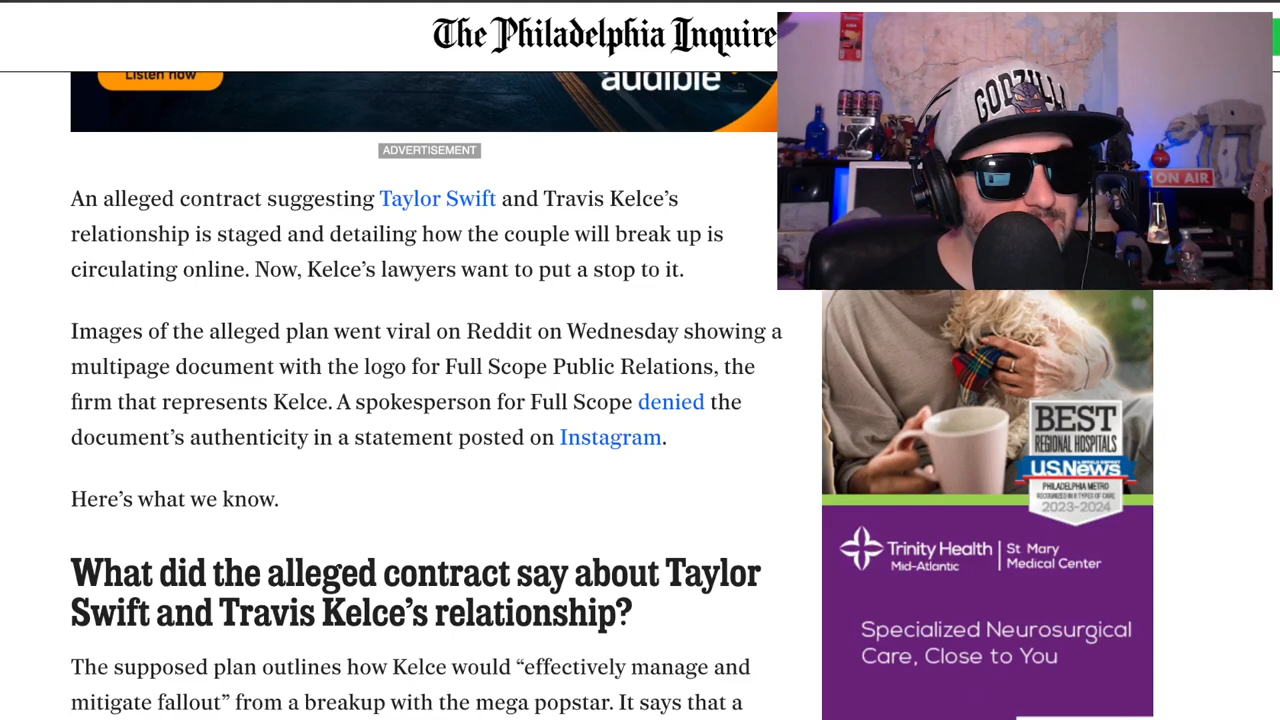 The Philadelphia Inquire
Listen now
audible
ADVERTISEMENT
GODZILL
ON AIR
An alleged contract suggesting Taylor Swift and Travis Kelce’s
relationship is staged and detailing how the couple will break up is
circulating online. Now, Kelce’s lawyers want to put a stop to it.
Images of the alleged plan went viral on Reddit on Wednesday showing a
multipage document with the logo for Full Scope Public Relations, the
firm that represents Kelce. A spokesperson for Full Scope denied the
document’s authenticity in a statement posted on Instagram.
Here’s what we know.
What did the alleged contract say about Taylor
Swift and Travis Kelce’s relationship?
The supposed plan outlines how Kelce would “effectively manage and
mitigate fallout” from a breakup with the mega popstar. It says that a
BEST
REGIONAL HOSPITALS
U.S. News
PHILADELPHIA METRO
RECOGNIZED IN 8 TYPES OF CARE
2023-2024
Trinity Health
Mid-Atlantic
St. Mary
Medical Center
Specialized Neurosurgical
Care, Close to You